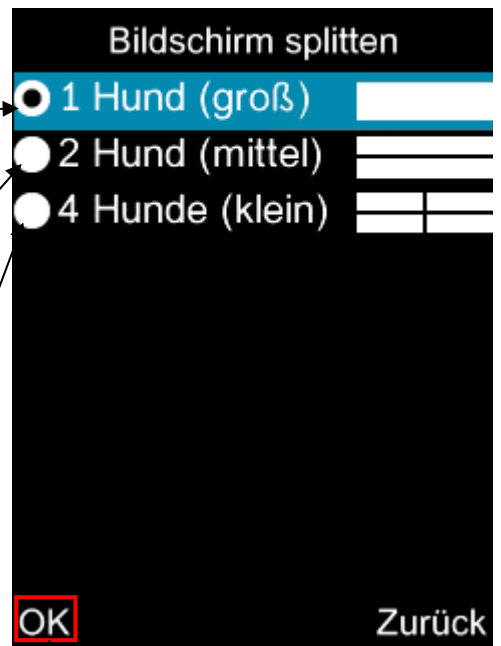 Bildschirm splitten
1 Hund (groß)
2 Hund (mittel)
4 Hunde (klein)
OK Zurück